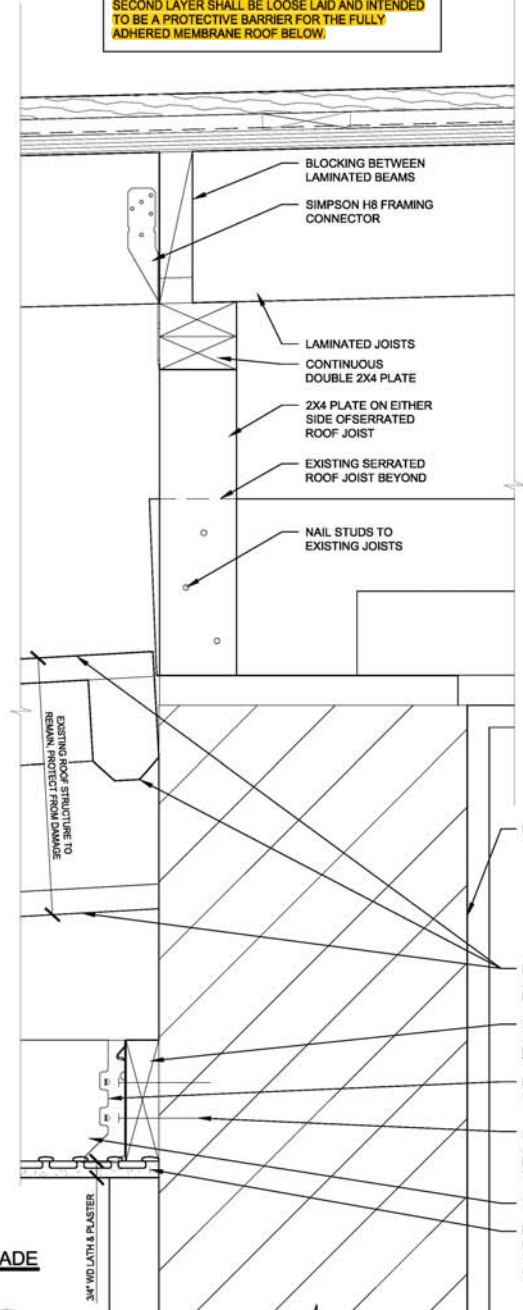 SECOND LAYER SHALL BE LOOSE LAID AND INTENDED
TO BE A PROTECTIVE BARRIER FOR THE FULLY
ADHERED MEMBRANE ROOF BELOW.
BLOCKING BETWEEN
LAMINATED BEAMS
SIMPSON H8 FRAMING
CONNECTOR
LAMINATED JOISTS
CONTINUOUS
DOUBLE 2X4 PLATE
2X4 PLATE ON EITHER
SIDE OFSERRATED
ROOF JOIST
EXISTING SERRATED
ROOF JOIST BEYOND
NAIL STUDS TO
EXISTING JOISTS
EXISTING ROOF STRUCTURE TO
REMAIN, PROTECT FROM DAMAGE
3/4" WD LATH & PLASTER
ADE